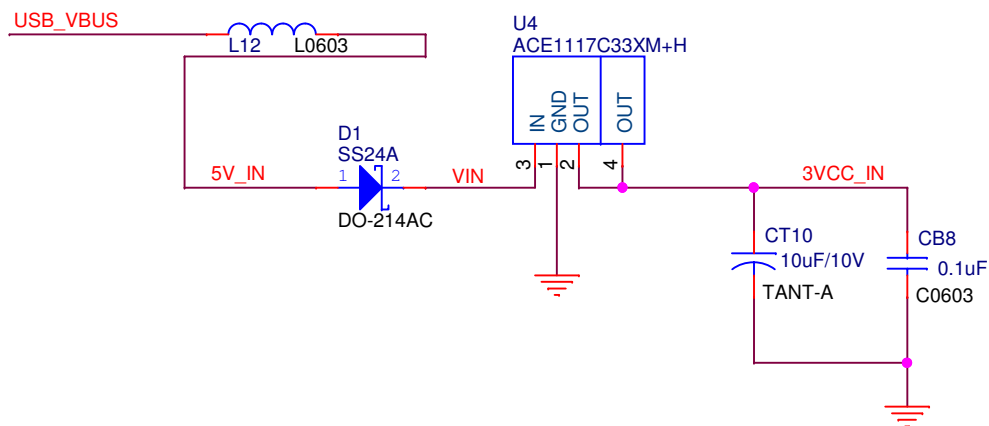 USB_VBUS
L12
L0603
U4
ACE1117C33XM+H
IN
GND
OUT
OUT
3
1
2
4
D1
SS24A
5V_IN
1
2
VIN
DO-214AC
3VCC_IN
CT10
10uF/10V
TANT-A
CB8
0.1uF
C0603